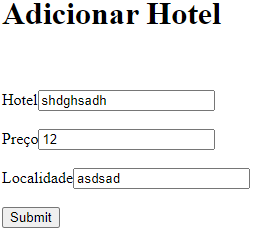 Adicionar Hotel
Hotel shdghsadh
Preço 12
Localidade asdsad
Submit